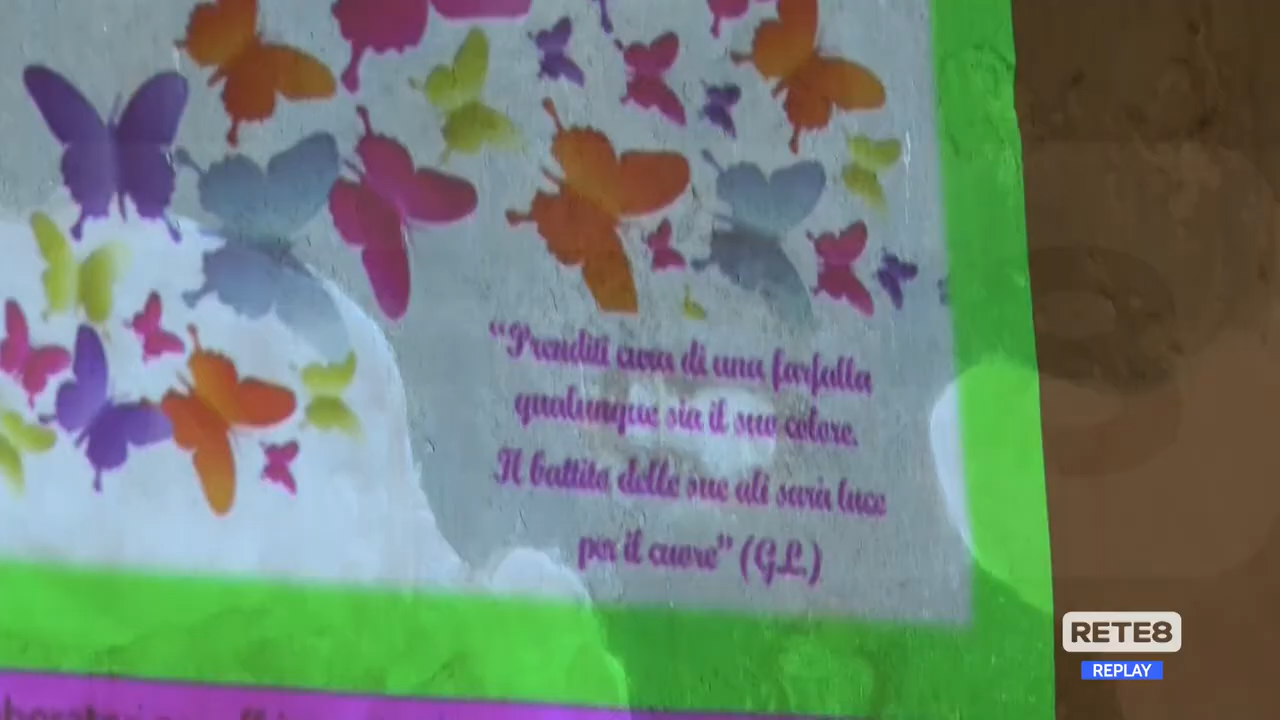 “Prenditi cura di una farfalla
qualunque sia il suo colore.
Il battito delle sue ali sarà luce
per il cuore” (G.L.)
RETE8
REPLAY